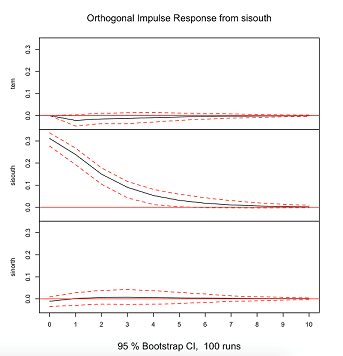 Orthogonal Impulse Response from sisouth
0.3
0.2
0.1
0.0
tem
0.3
0.2
0.1
0.0
sisouth
0.3
0.2
0.1
0.0
sinorth
0 1 2 3 4 5 6 7 8 9 10
95 % Bootstrap CI, 100 runs